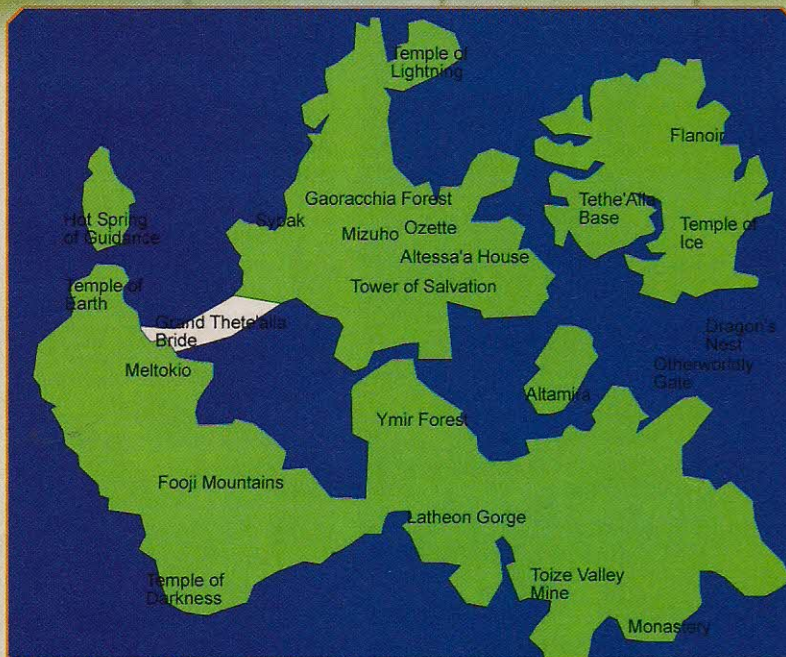 Temple of
Lightning
Flanoir
Gaoracchia Forest
Tethe'Alla
Base
Hot Spring
of Guidance
Sybak
Mizuho
Ozette
Temple of
Ice
Altessa'a House
Temple of
Earth
Tower of Salvation
Grand Thete'alla
Bride
Dragon's
Nest
Meltokio
Otherworldly
Gate
Altamira
Ymir Forest
Fooji Mountains
Latheon Gorge
Temple of
Darkness
Toize Valley
Mine
Monastery